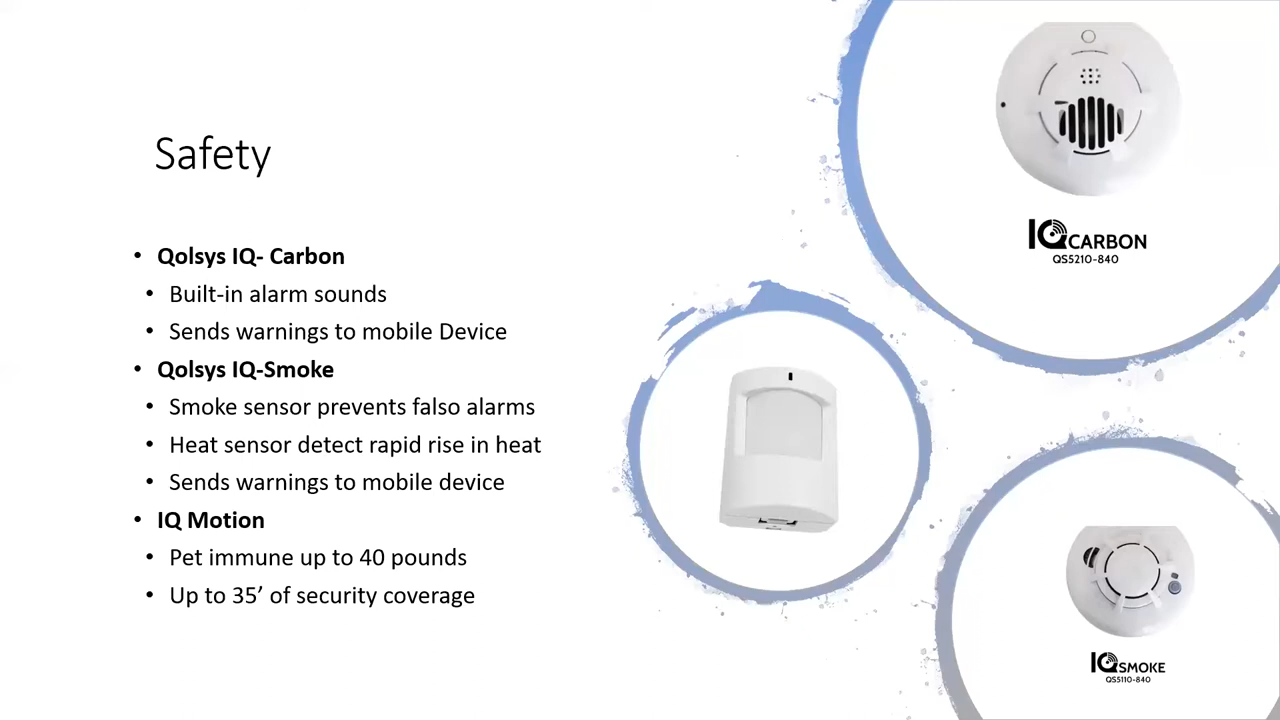 Safety
• Qolsys IQ- Carbon
• Built-in alarm sounds
• Sends warnings to mobile Device
• Qolsys IQ-Smoke
• Smoke sensor prevents falso alarms
• Heat sensor detect rapid rise in heat
• Sends warnings to mobile device
• IQ Motion
• Pet immune up to 40 pounds
• Up to 35’ of security coverage
IQ CARBON
QS5210-840
IQ SMOKE
QS5110-840